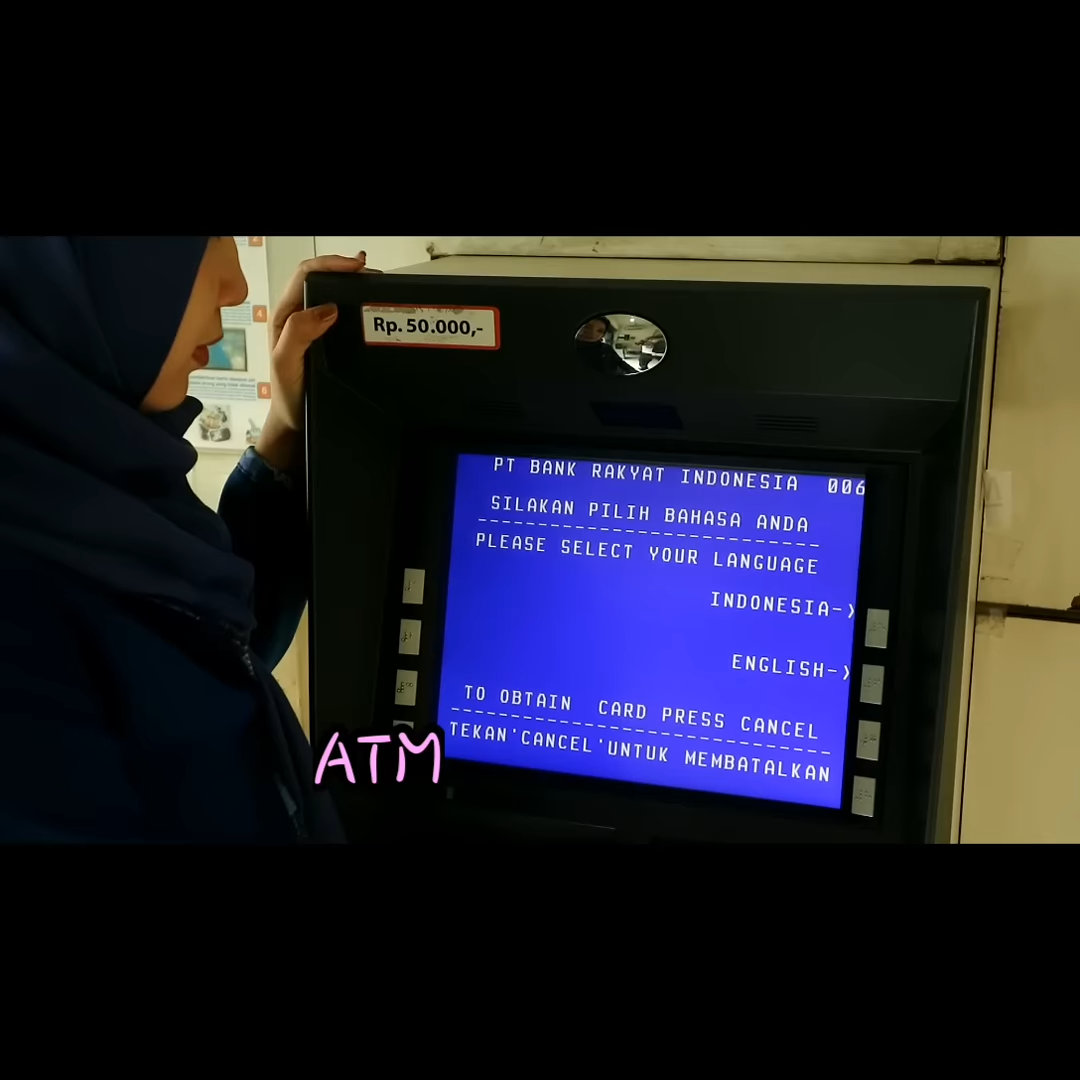 Rp. 50.000,-
PT BANK RAKYAT INDONESIA 006
SILAKAN PILIH BAHASA ANDA
PLEASE SELECT YOUR LANGUAGE
INDONESIA->
ENGLISH->
TO OBTAIN CARD PRESS CANCEL
TEKAN'CANCEL'UNTUK MEMBATALKAN
ATM